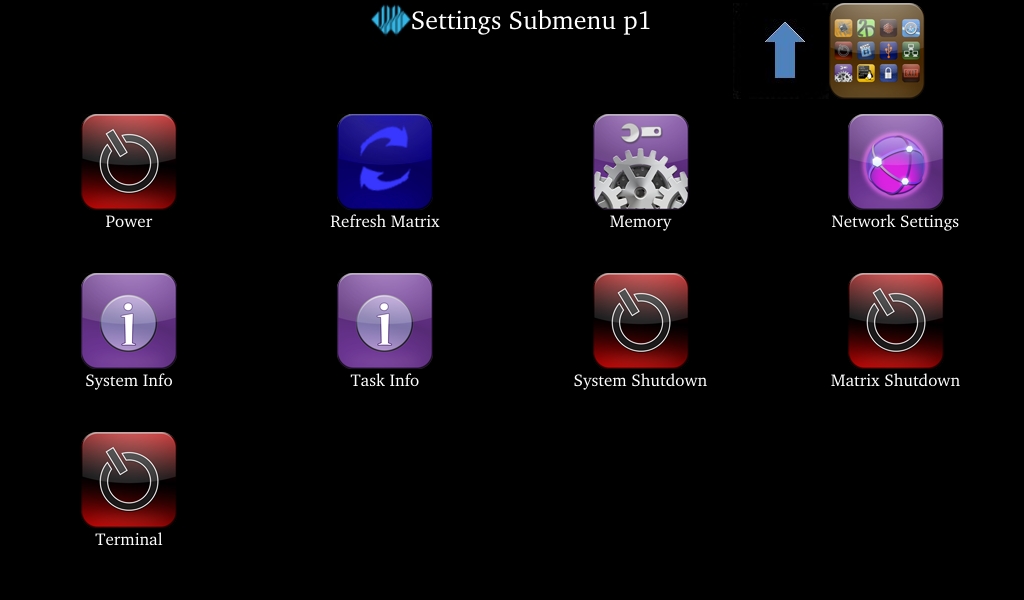 Settings Submenu p1
Power
Refresh Matrix
Memory
Network Settings
System Info
Task Info
System Shutdown
Matrix Shutdown
Terminal